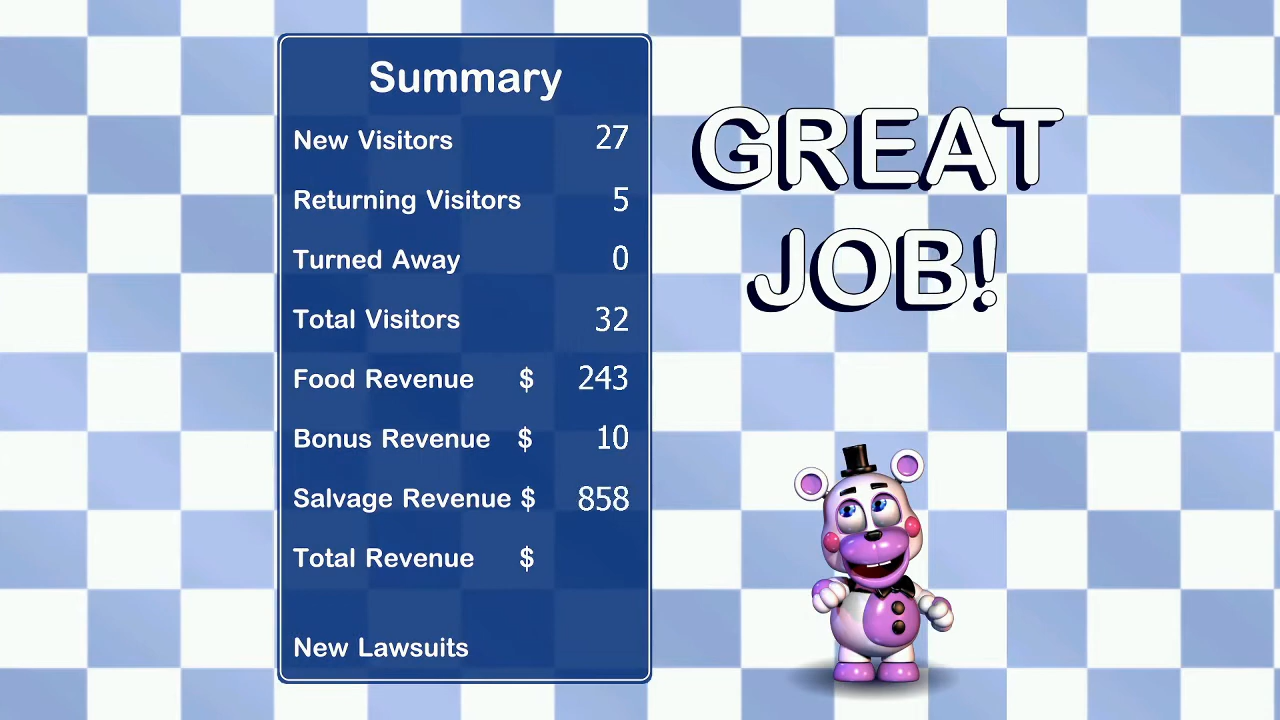 Summary
New Visitors 27
Returning Visitors 5
Turned Away 0
Total Visitors 32
Food Revenue $ 243
Bonus Revenue $ 10
Salvage Revenue $ 858
Total Revenue $
New Lawsuits
GREAT
JOB!